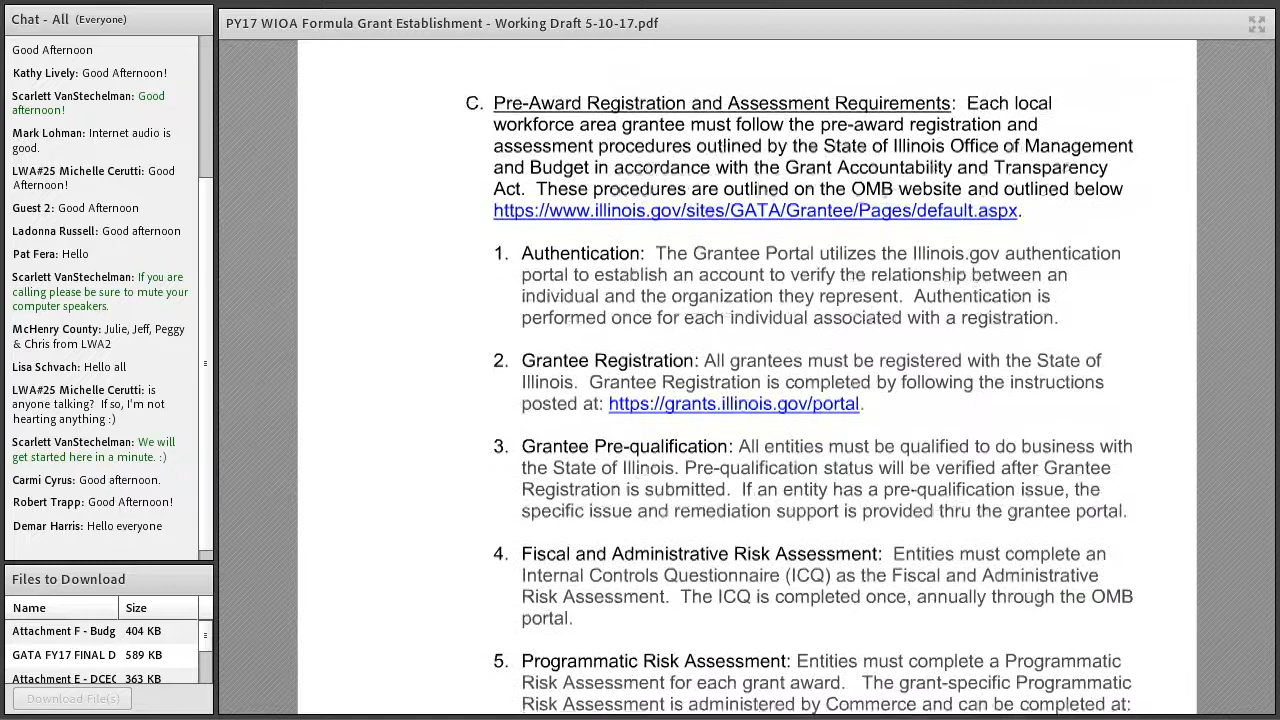 Chat - All (Everyone)
Good Afternoon
Kathy Lively: Good Afternoon!
Scarlett VanStechelman: Good
afternoon!
Mark Lohman: Internet audio is
good.
LWA#25 Michelle Cerutti: Good
Afternoon!
Guest 2: Good Afternoon
Ladonna Russell: Good afternoon
Pat Fera: Hello
Scarlett VanStechelman: If you are
calling please be sure to mute your
computer speakers.
McHenry County: Julie, Jeff, Peggy
& Chris from LWA2
Lisa Schvach: Hello all
LWA#25 Michelle Cerutti: is
anyone talking? If so, I'm not
hearing anything :)
Scarlett VanStechelman: We will
get started here in a minute. :)
Carmi Cyrus: Good afternoon.
Robert Trapp: Good Afternoon!
Demar Harris: Hello everyone
Files to Download
Name Size
Attachment F - Budg 404 KB
GATA FY17 FINAL D 589 KB
Attachment E - DCEC 363 KB
Download File(s)
PY17 WIOA Formula Grant Establishment - Working Draft 5-10-17.pdf
C. Pre-Award Registration and Assessment Requirements: Each local
workforce area grantee must follow the pre-award registration and
assessment procedures outlined by the State of Illinois Office of Management
and Budget in accordance with the Grant Accountability and Transparency
Act. These procedures are outlined on the OMB website and outlined below
https://www.illinois.gov/sites/GATA/Grantee/Pages/default.aspx.
1. Authentication: The Grantee Portal utilizes the Illinois.gov authentication
portal to establish an account to verify the relationship between an
individual and the organization they represent. Authentication is
performed once for each individual associated with a registration.
2. Grantee Registration: All grantees must be registered with the State of
Illinois. Grantee Registration is completed by following the instructions
posted at: https://grants.illinois.gov/portal.
3. Grantee Pre-qualification: All entities must be qualified to do business with
the State of Illinois. Pre-qualification status will be verified after Grantee
Registration is submitted. If an entity has a pre-qualification issue, the
specific issue and remediation support is provided thru the grantee portal.
4. Fiscal and Administrative Risk Assessment: Entities must complete an
Internal Controls Questionnaire (ICQ) as the Fiscal and Administrative
Risk Assessment. The ICQ is completed once, annually through the OMB
portal.
5. Programmatic Risk Assessment: Entities must complete a Programmatic
Risk Assessment for each grant award. The grant-specific Programmatic
Risk Assessment is administered by Commerce and can be completed at: